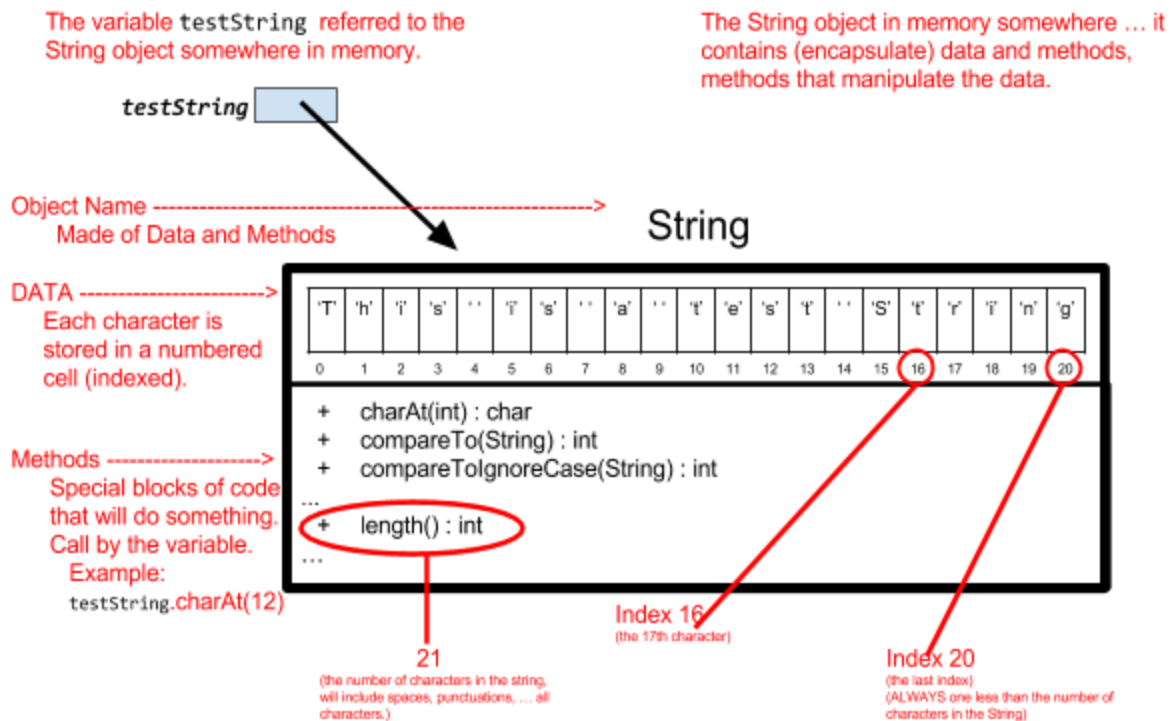 The variable testString referred to the
String object somewhere in memory.
The String object in memory somewhere … it
contains (encapsulate) data and methods,
methods that manipulate the data.
testString
Object Name ---------------------------------------------------------->
Made of Data and Methods
String
DATA ------------------------>
Each character is
stored in a numbered
cell (indexed).
'T' 'h' 'i' 's' ' ' 'i' 's' ' ' 'a' ' ' 't' 'e' 's' 't' ' ' 'S' 't' 'r' 'i' 'n' 'g'
0 1 2 3 4 5 6 7 8 9 10 11 12 13 14 15 16 17 18 19 20
+ charAt(int) : char
+ compareTo(String) : int
+ compareToIgnoreCase(String) : int
...
+ length() : int
...
Methods -------------------->
Special blocks of code
that will do something.
Call by the variable.
Example:
testString.charAt(12)
21
(the number of characters in the string,
will include spaces, punctuations, … all
characters.)
Index 16
(the 17th character)
Index 20
(the last index)
(ALWAYS one less than the number of
characters in the String)